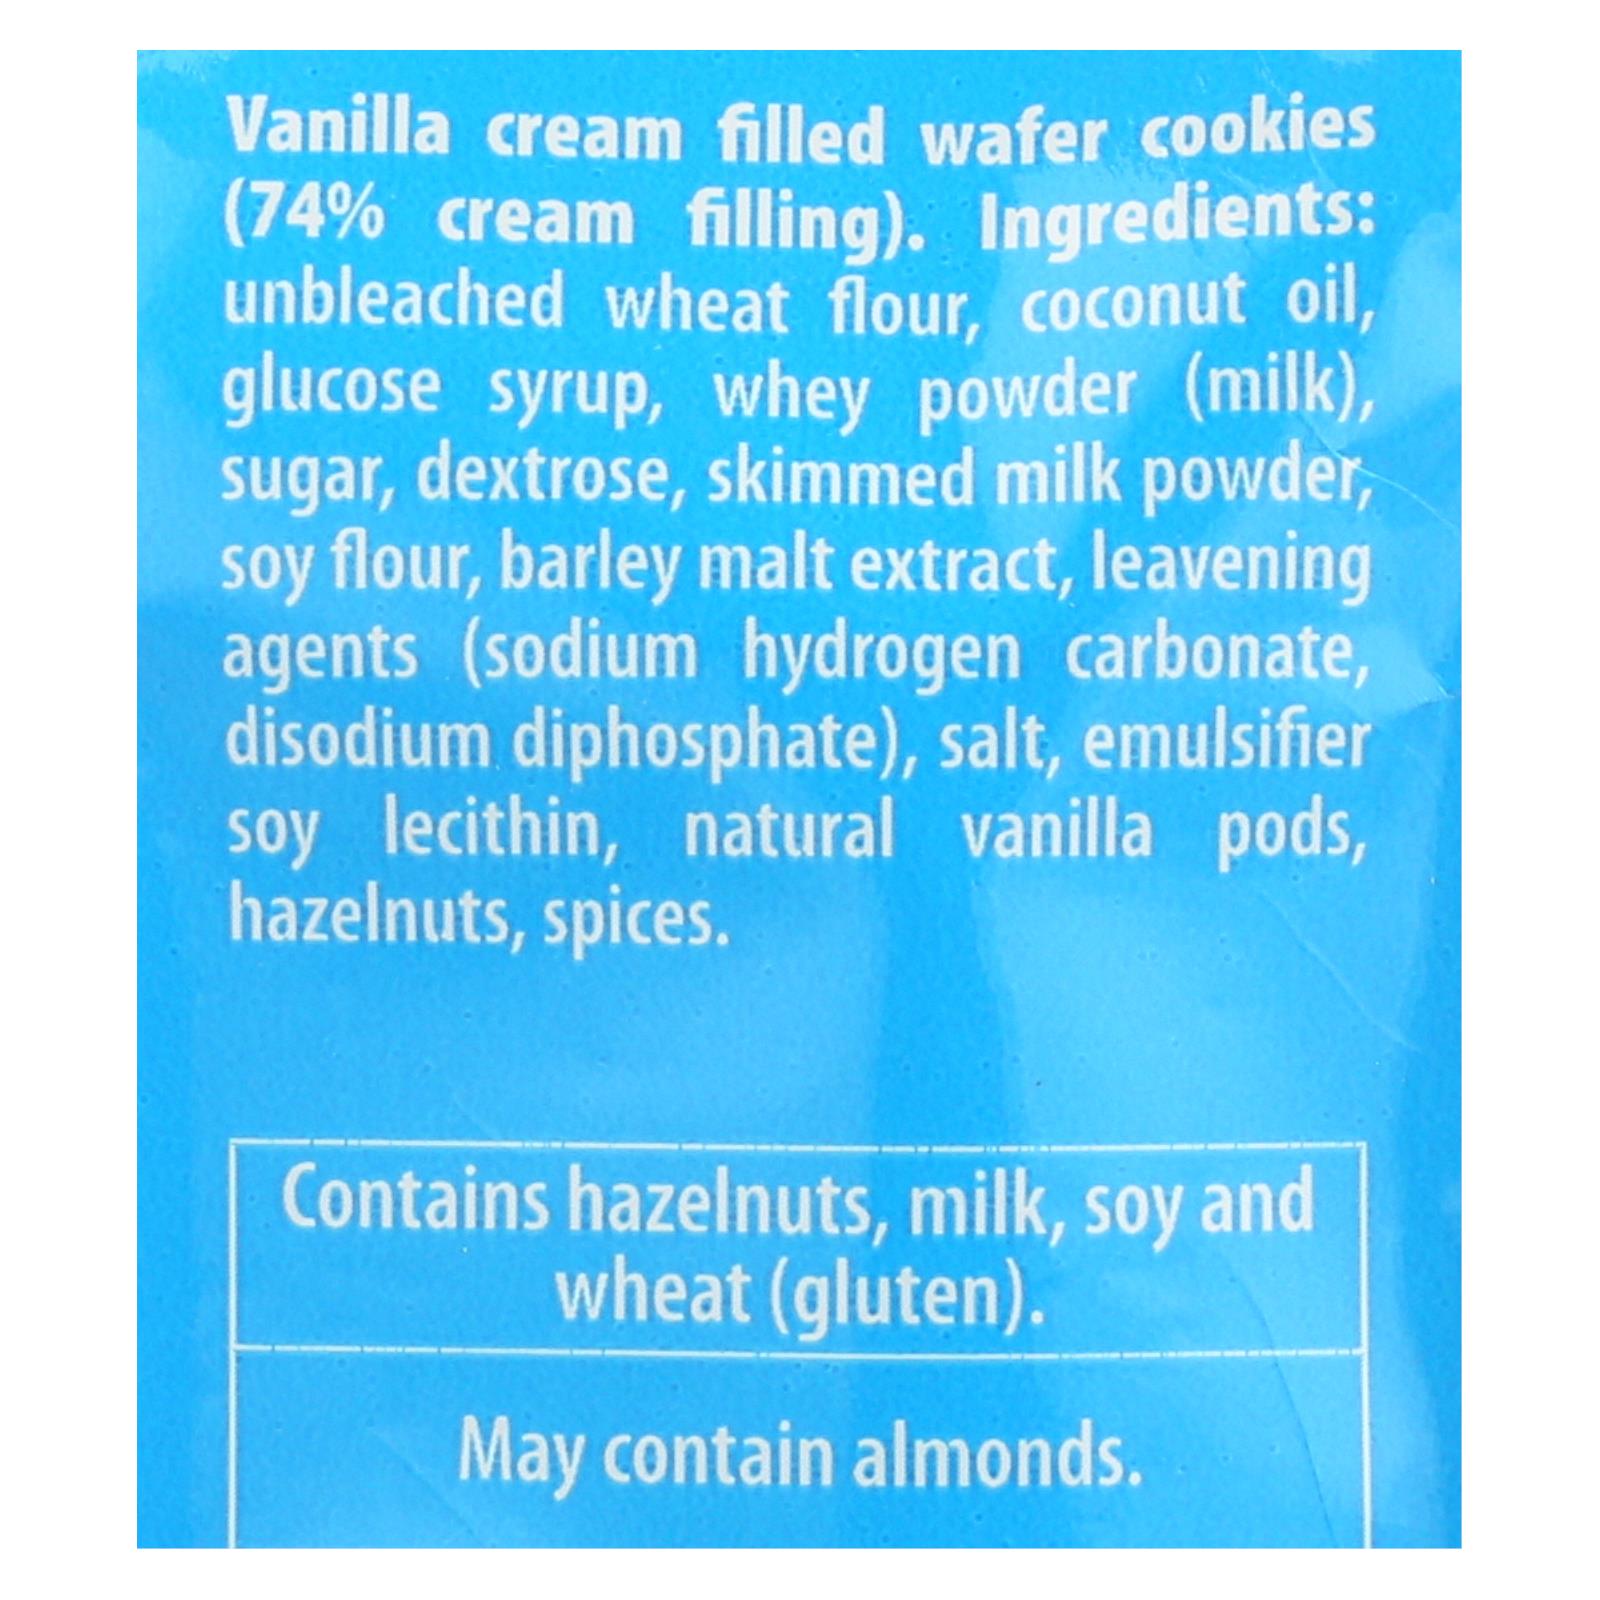 Vanilla cream filled wafer cookies
(74% cream filling). Ingredients:
unbleached wheat flour, coconut oil,
glucose syrup, whey powder (milk),
sugar, dextrose, skimmed milk powder,
soy flour, barley malt extract, leavening
agents (sodium hydrogen carbonate,
disodium diphosphate), salt, emulsifier
soy lecithin, natural vanilla pods,
hazelnuts, spices.
Contains hazelnuts, milk, soy and
wheat (gluten).
May contain almonds.